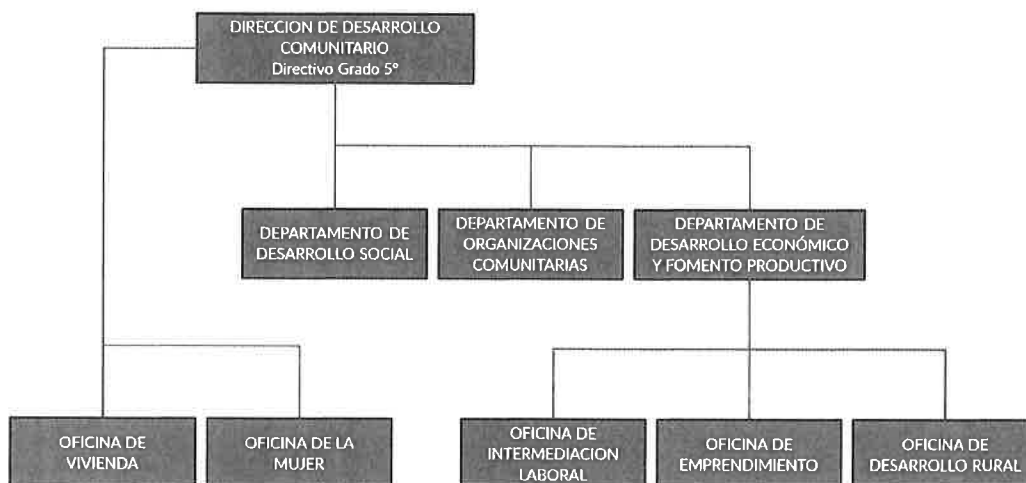 DIRECCION DE DESARROLLO
COMUNITARIO
Directivo Grado 5º
DEPARTAMENTO DE
DESARROLLO SOCIAL
DEPARTAMENTO DE
ORGANIZACIONES
COMUNITARIAS
DEPARTAMENTO DE
DESARROLLO ECONÓMICO
Y FOMENTO PRODUCTIVO
OFICINA DE
VIVIENDA
OFICINA DE LA
MUJER
OFICINA DE
INTERMEDIACION
LABORAL
OFICINA DE
EMPRENDIMIENTO
OFICINA DE
DESARROLLO RURAL